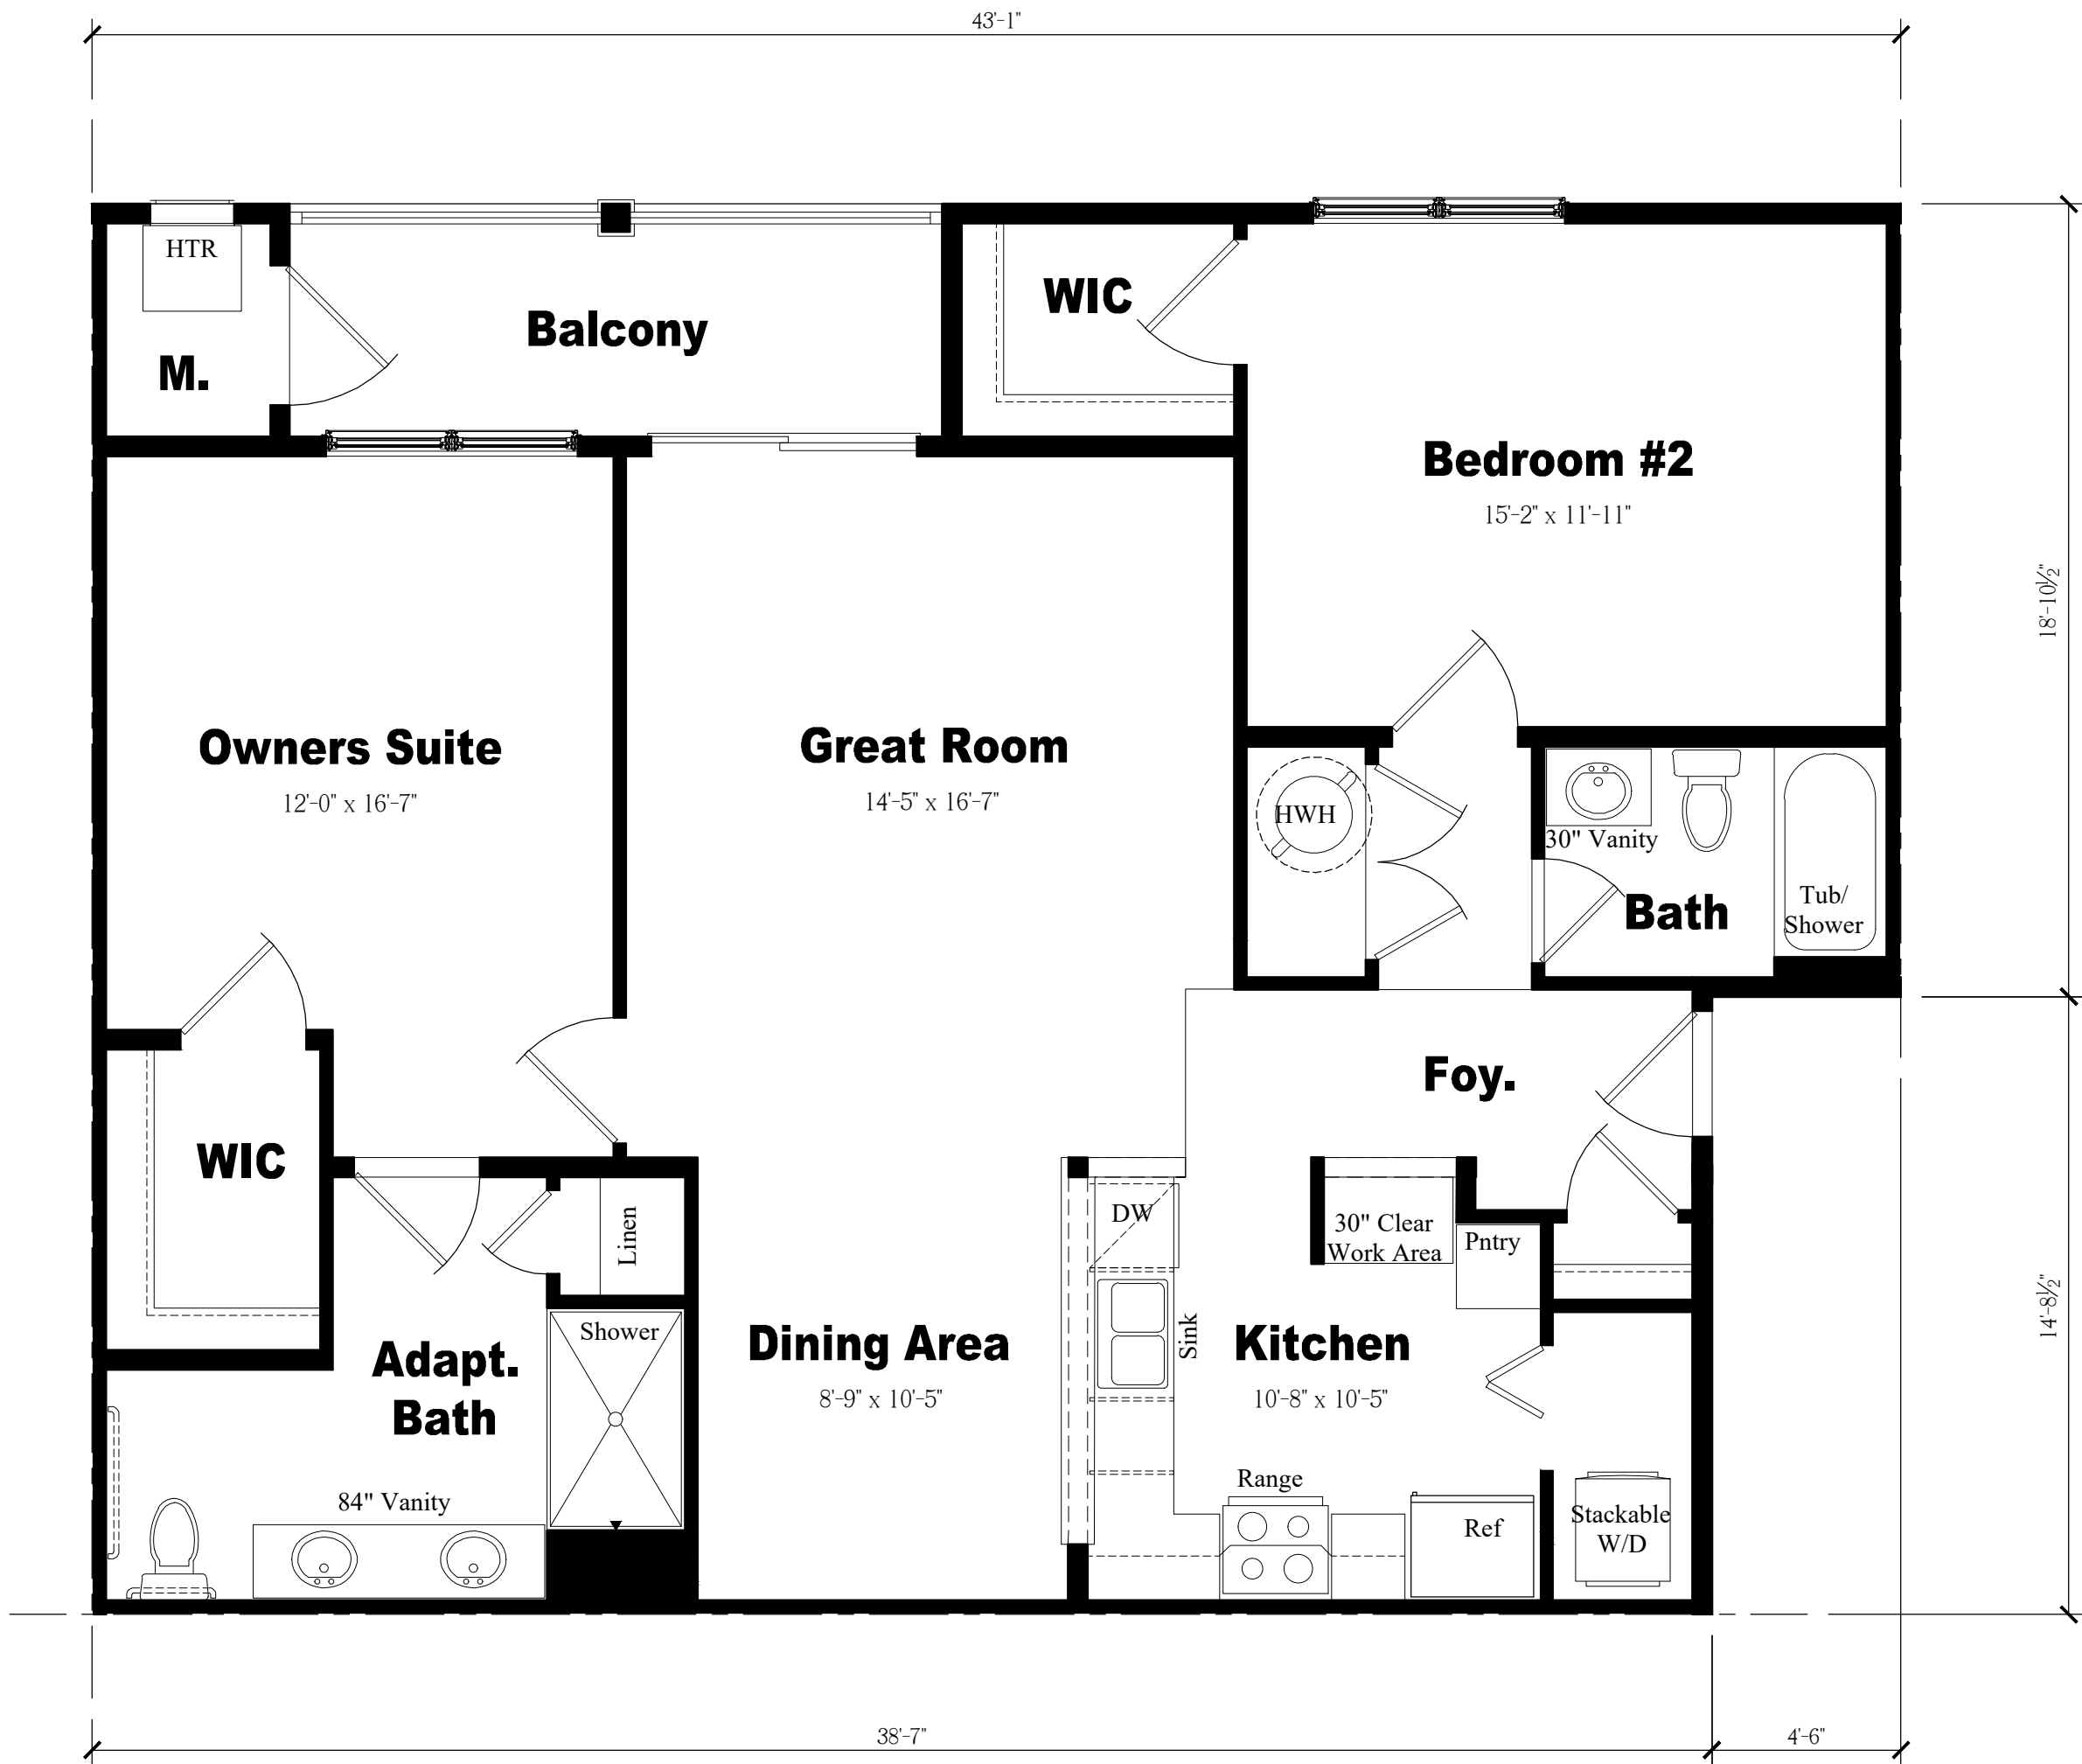 43'-1"
HTR
M.
Balcony
WIC
Bedroom #2
15'-2" x 11'-11"
18'-10½"
Owners Suite
12'-0" x 16'-7"
Great Room
14'-5" x 16'-7"
HWH
30" Vanity
Bath
Tub/
Shower
Foy.
WIC
Linen
DW
30" Clear
Work Area
Pntry
Shower
Adapt.
Bath
Dining Area
8'-9" x 10'-5"
Sink
Kitchen
10'-8" x 10'-5"
14'-8½"
84" Vanity
Range
Ref
Stackable
W/D
38'-7"
4'-6"